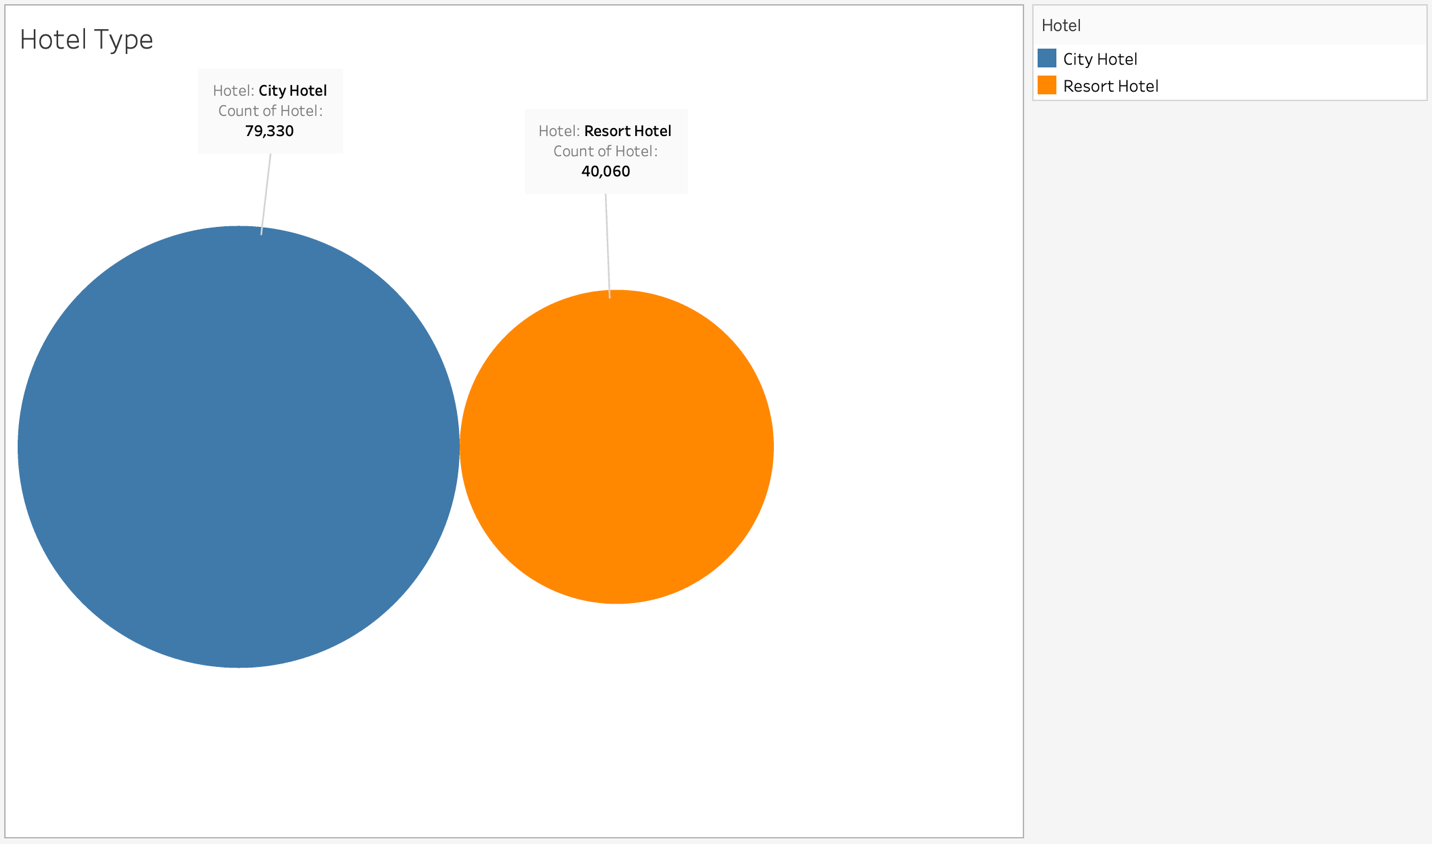 Hotel Type
Hotel: City Hotel
Count of Hotel:
79,330
Hotel: Resort Hotel
Count of Hotel:
40,060
Hotel
City Hotel
Resort Hotel